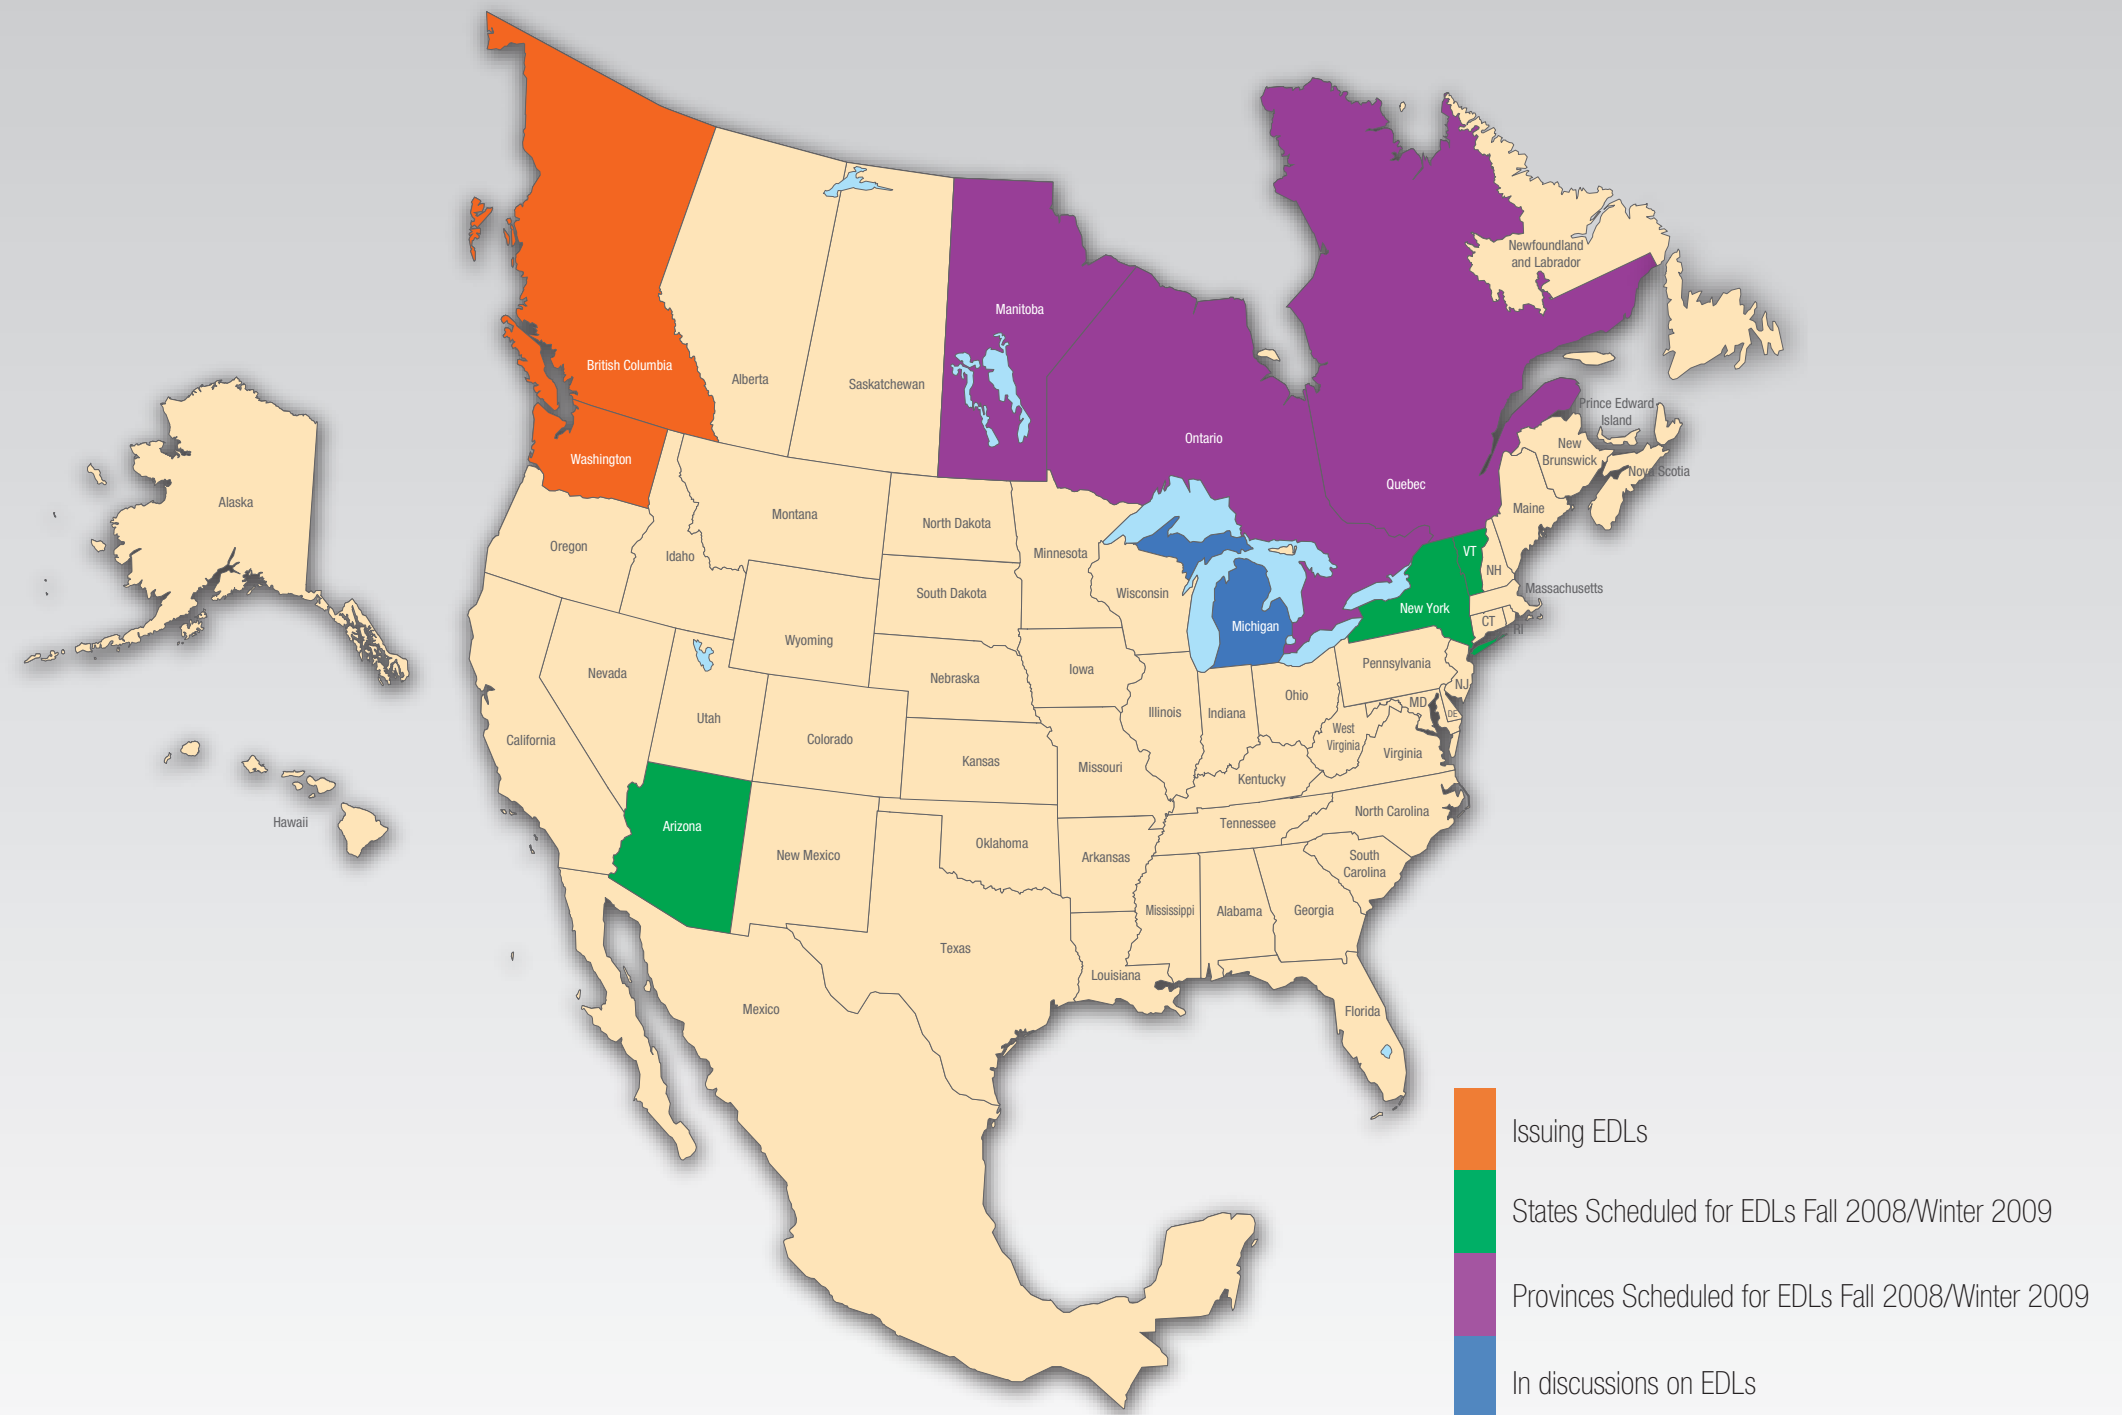 Newfoundland
and Labrador
Manitoba
British Columbia
Alberta
Saskatchewan
Prince Edward
Island
Ontario
New
Brunswick
Nova Scotia
Washington
Quebec
Alaska
Maine
Montana
North Dakota
Oregon
Idaho
Minnesota
VT
NH
Massachusetts
South Dakota
Wisconsin
New York
CT
RI
Michigan
Wyoming
Pennsylvania
Nevada
Nebraska
Iowa
NJ
Ohio
MD
DE
Utah
Illinois
Indiana
West
Virginia
California
Colorado
Virginia
Kansas
Missouri
Kentucky
Hawaii
Arizona
North Carolina
Tennessee
New Mexico
Oklahoma
Arkansas
South
Carolina
Mississippi
Alabama
Georgia
Texas
Louisiana
Mexico
Florida
Issuing EDLs
States Scheduled for EDLs Fall 2008/Winter 2009
Provinces Scheduled for EDLs Fall 2008/Winter 2009
In discussions on EDLs